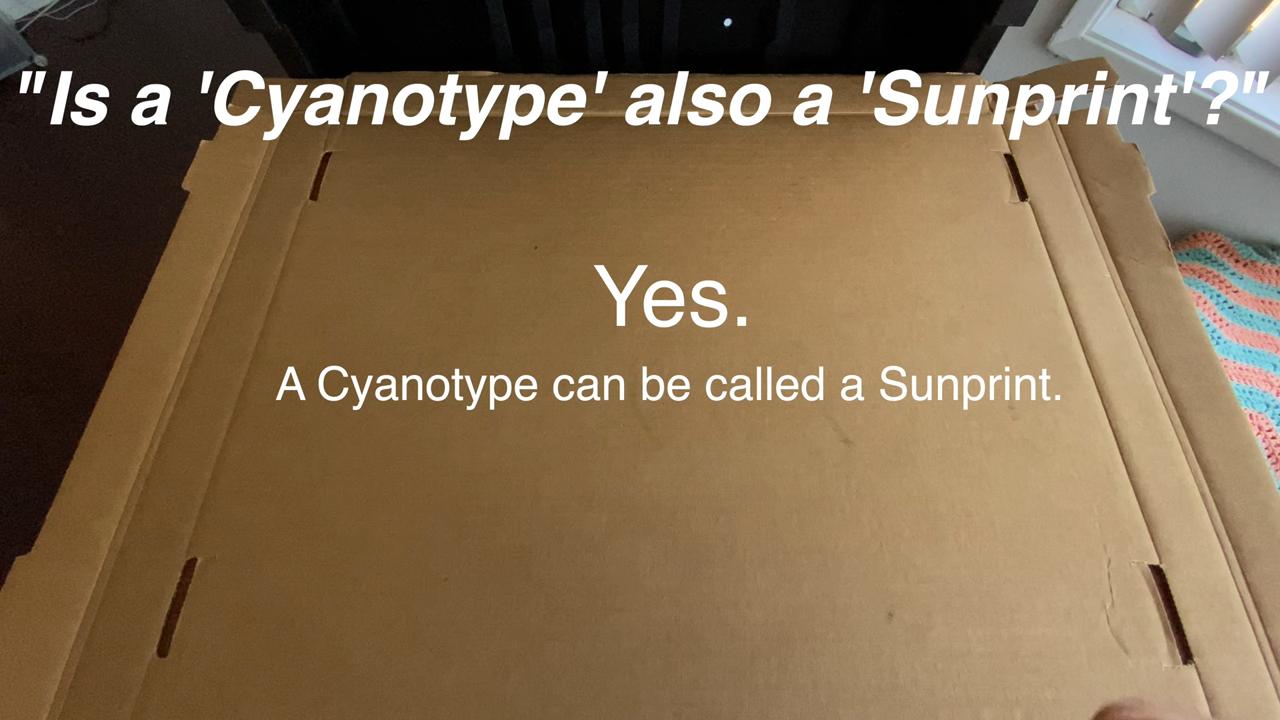 "Is a 'Cyanotype' also a 'Sunprint'?"
Yes.
A Cyanotype can be called a Sunprint.